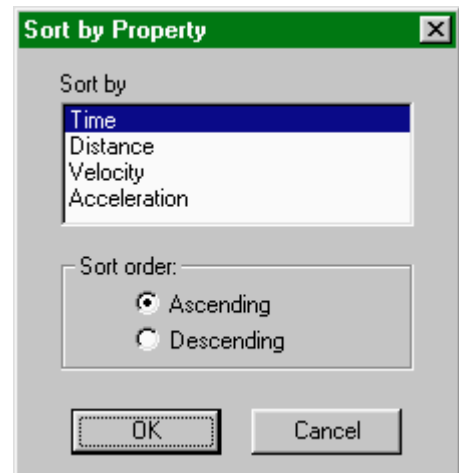 Sort by Property
Sort by
Time
Distance
Velocity
Acceleration
Sort order:
Ascending
Descending
OK
Cancel